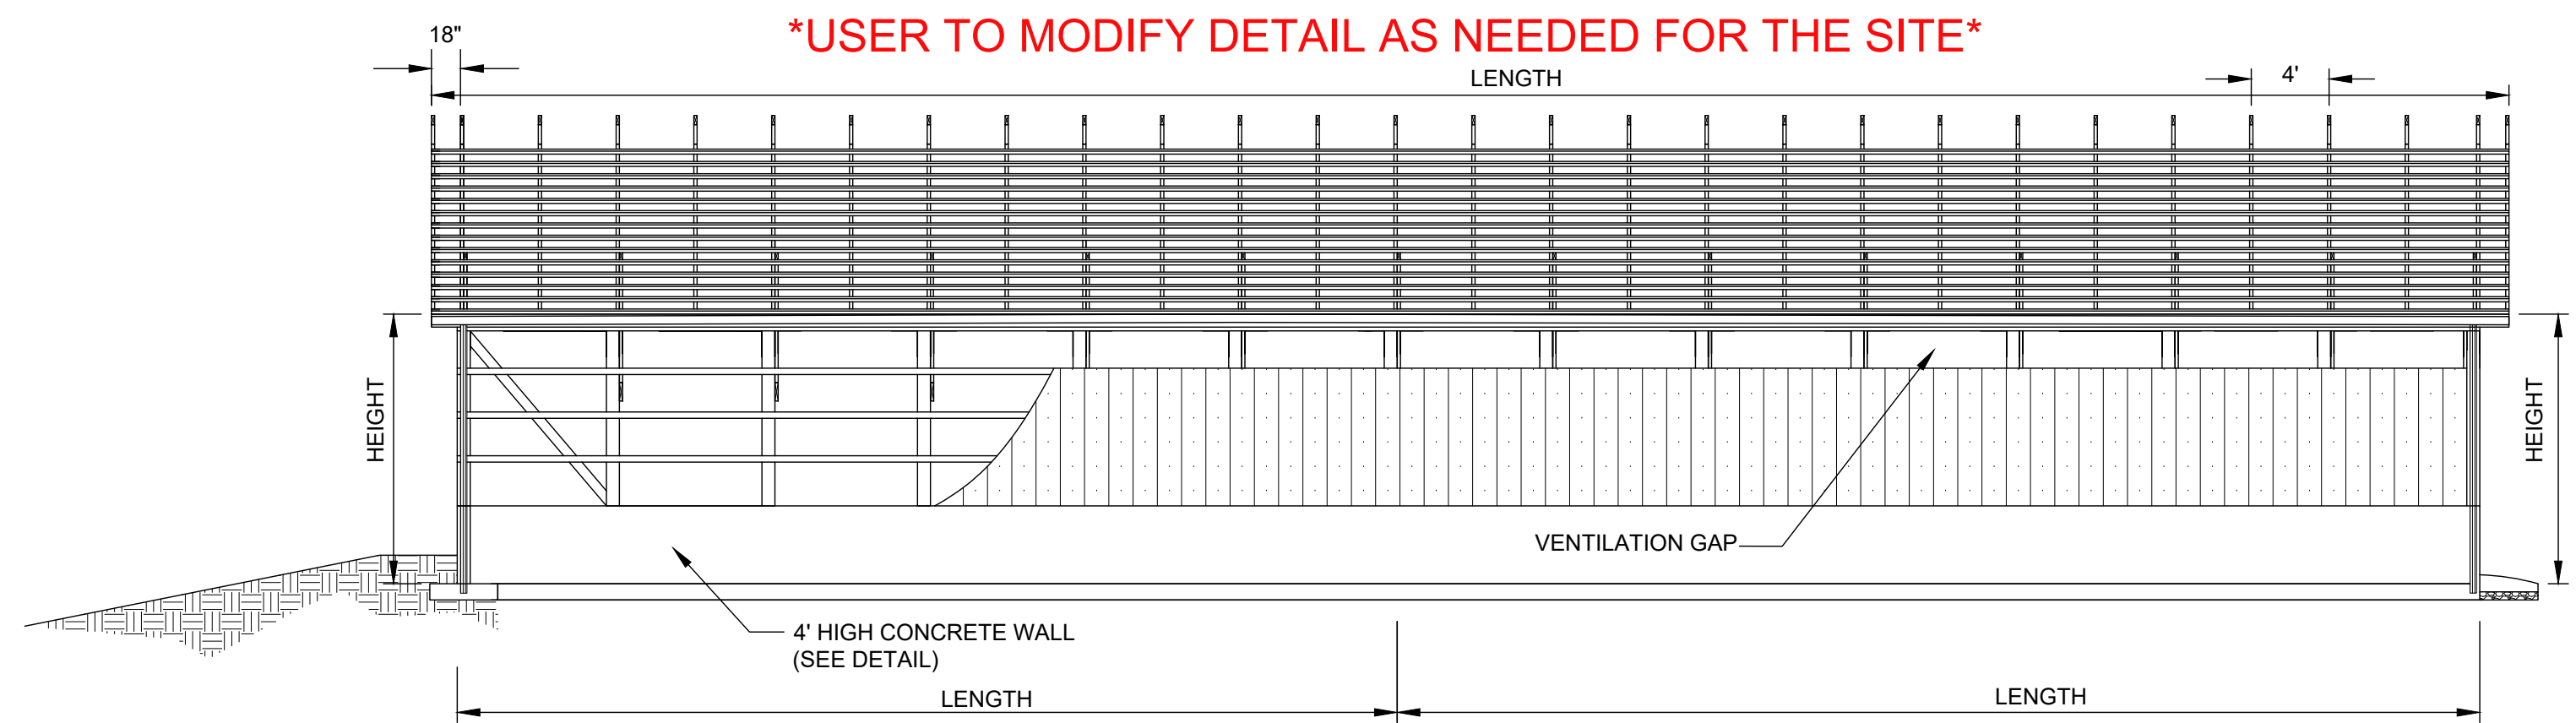 *USER TO MODIFY DETAIL AS NEEDED FOR THE SITE*
18"
LENGTH
4'
HEIGHT
HEIGHT
VENTILATION GAP
4' HIGH CONCRETE WALL
(SEE DETAIL)
LENGTH
LENGTH